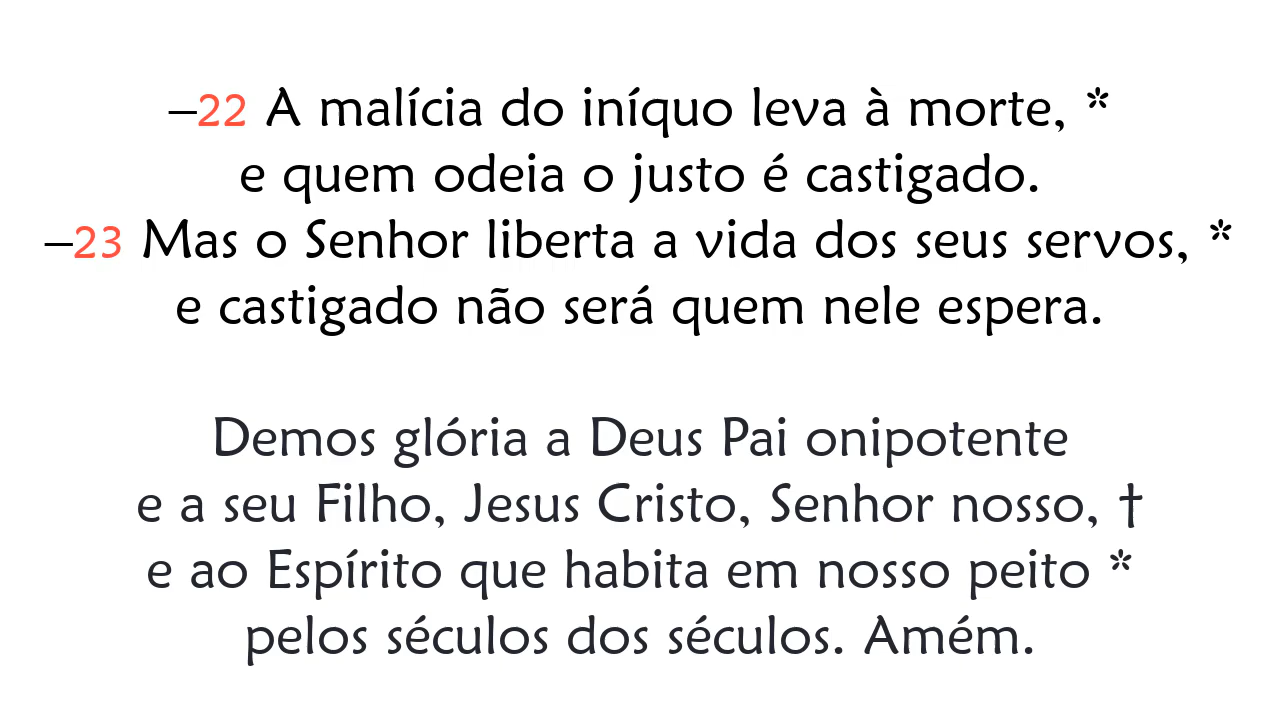 –22 A malícia do iníquo leva à morte, *
e quem odeia o justo é castigado.
–23 Mas o Senhor liberta a vida dos seus servos, *
e castigado não será quem nele espera.
Demos glória a Deus Pai onipotente
e a seu Filho, Jesus Cristo, Senhor nosso, †
e ao Espírito que habita em nosso peito *
pelos séculos dos séculos. Amém.